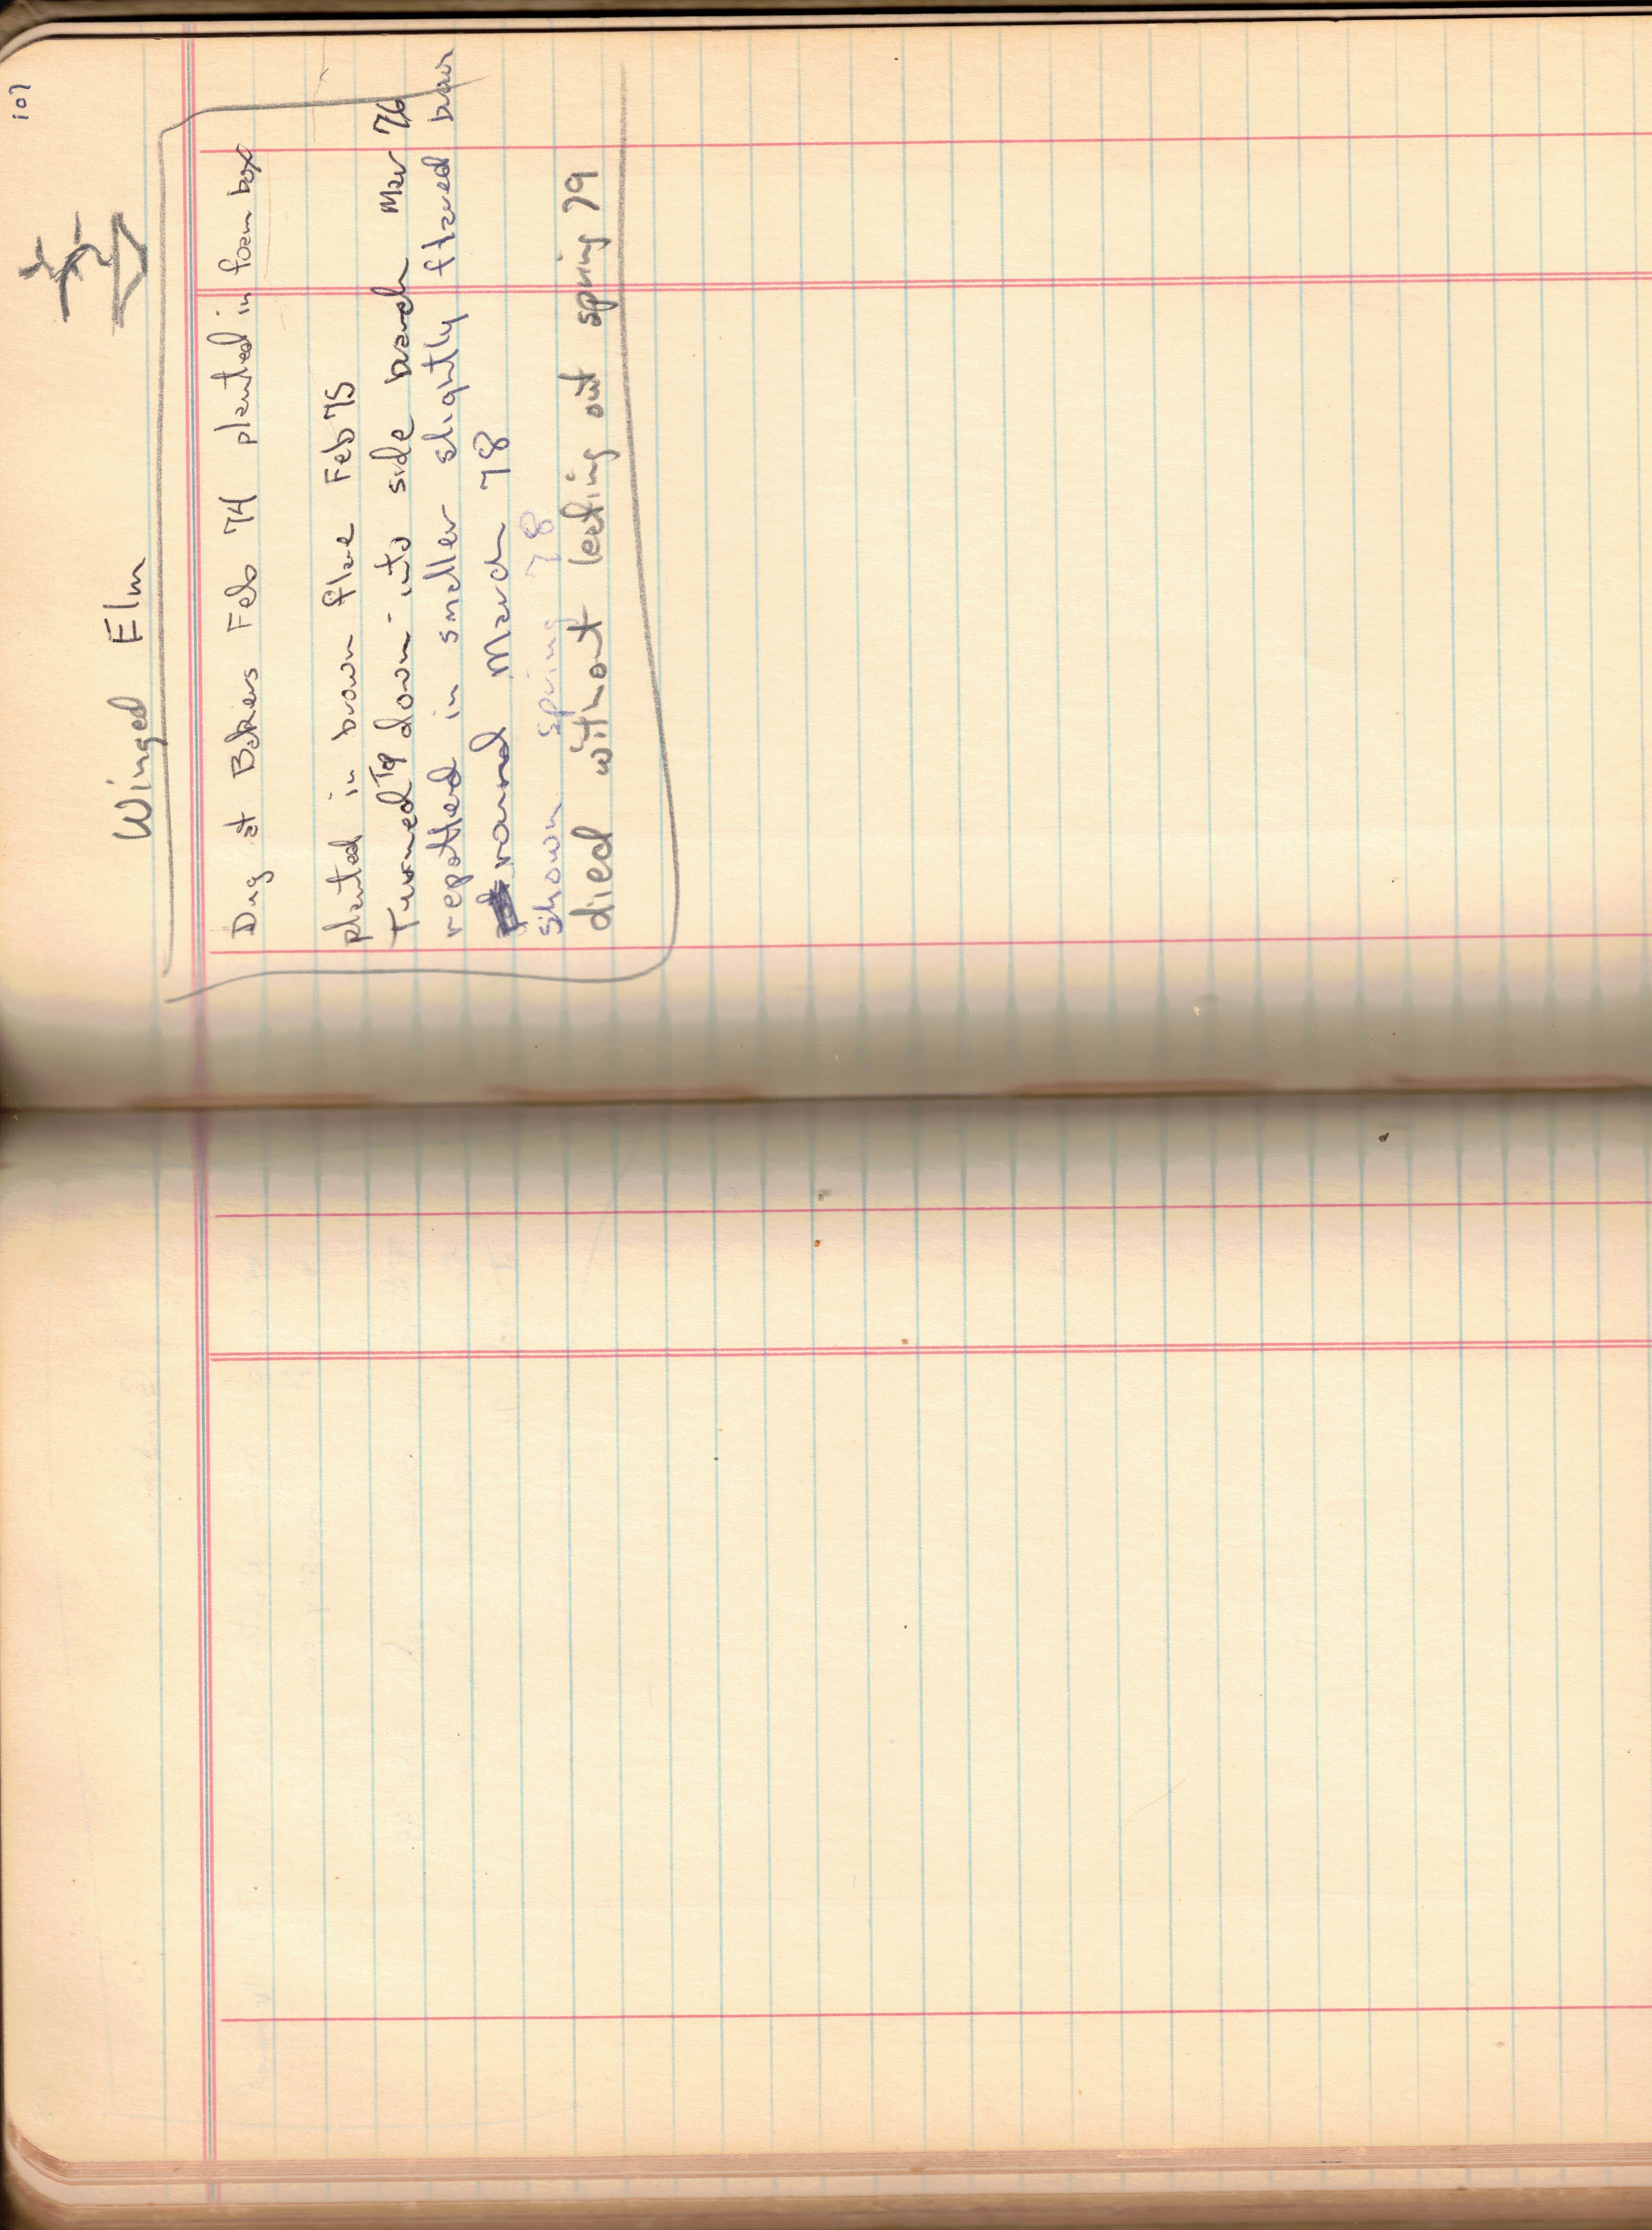 107
Winged Elm
Dug at Bakers Feb 74 planted in foam box
planted in brown flare Feb 75
Turned Top down into side branch Mar 76
repotted in smaller slightly flared brown
round March 78
shown spring 78
died without leafing out spring 79